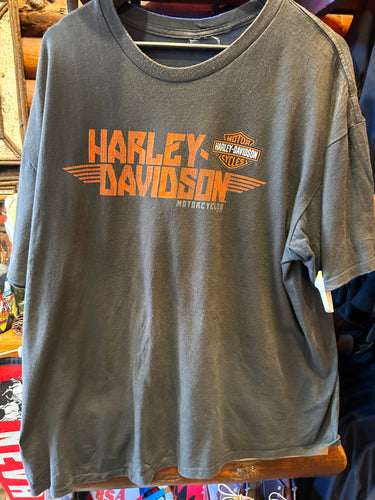 HARLEY-
DAVIDSON
MOTORCYCLES
MOTOR
HARLEY-DAVIDSON
CYCLES